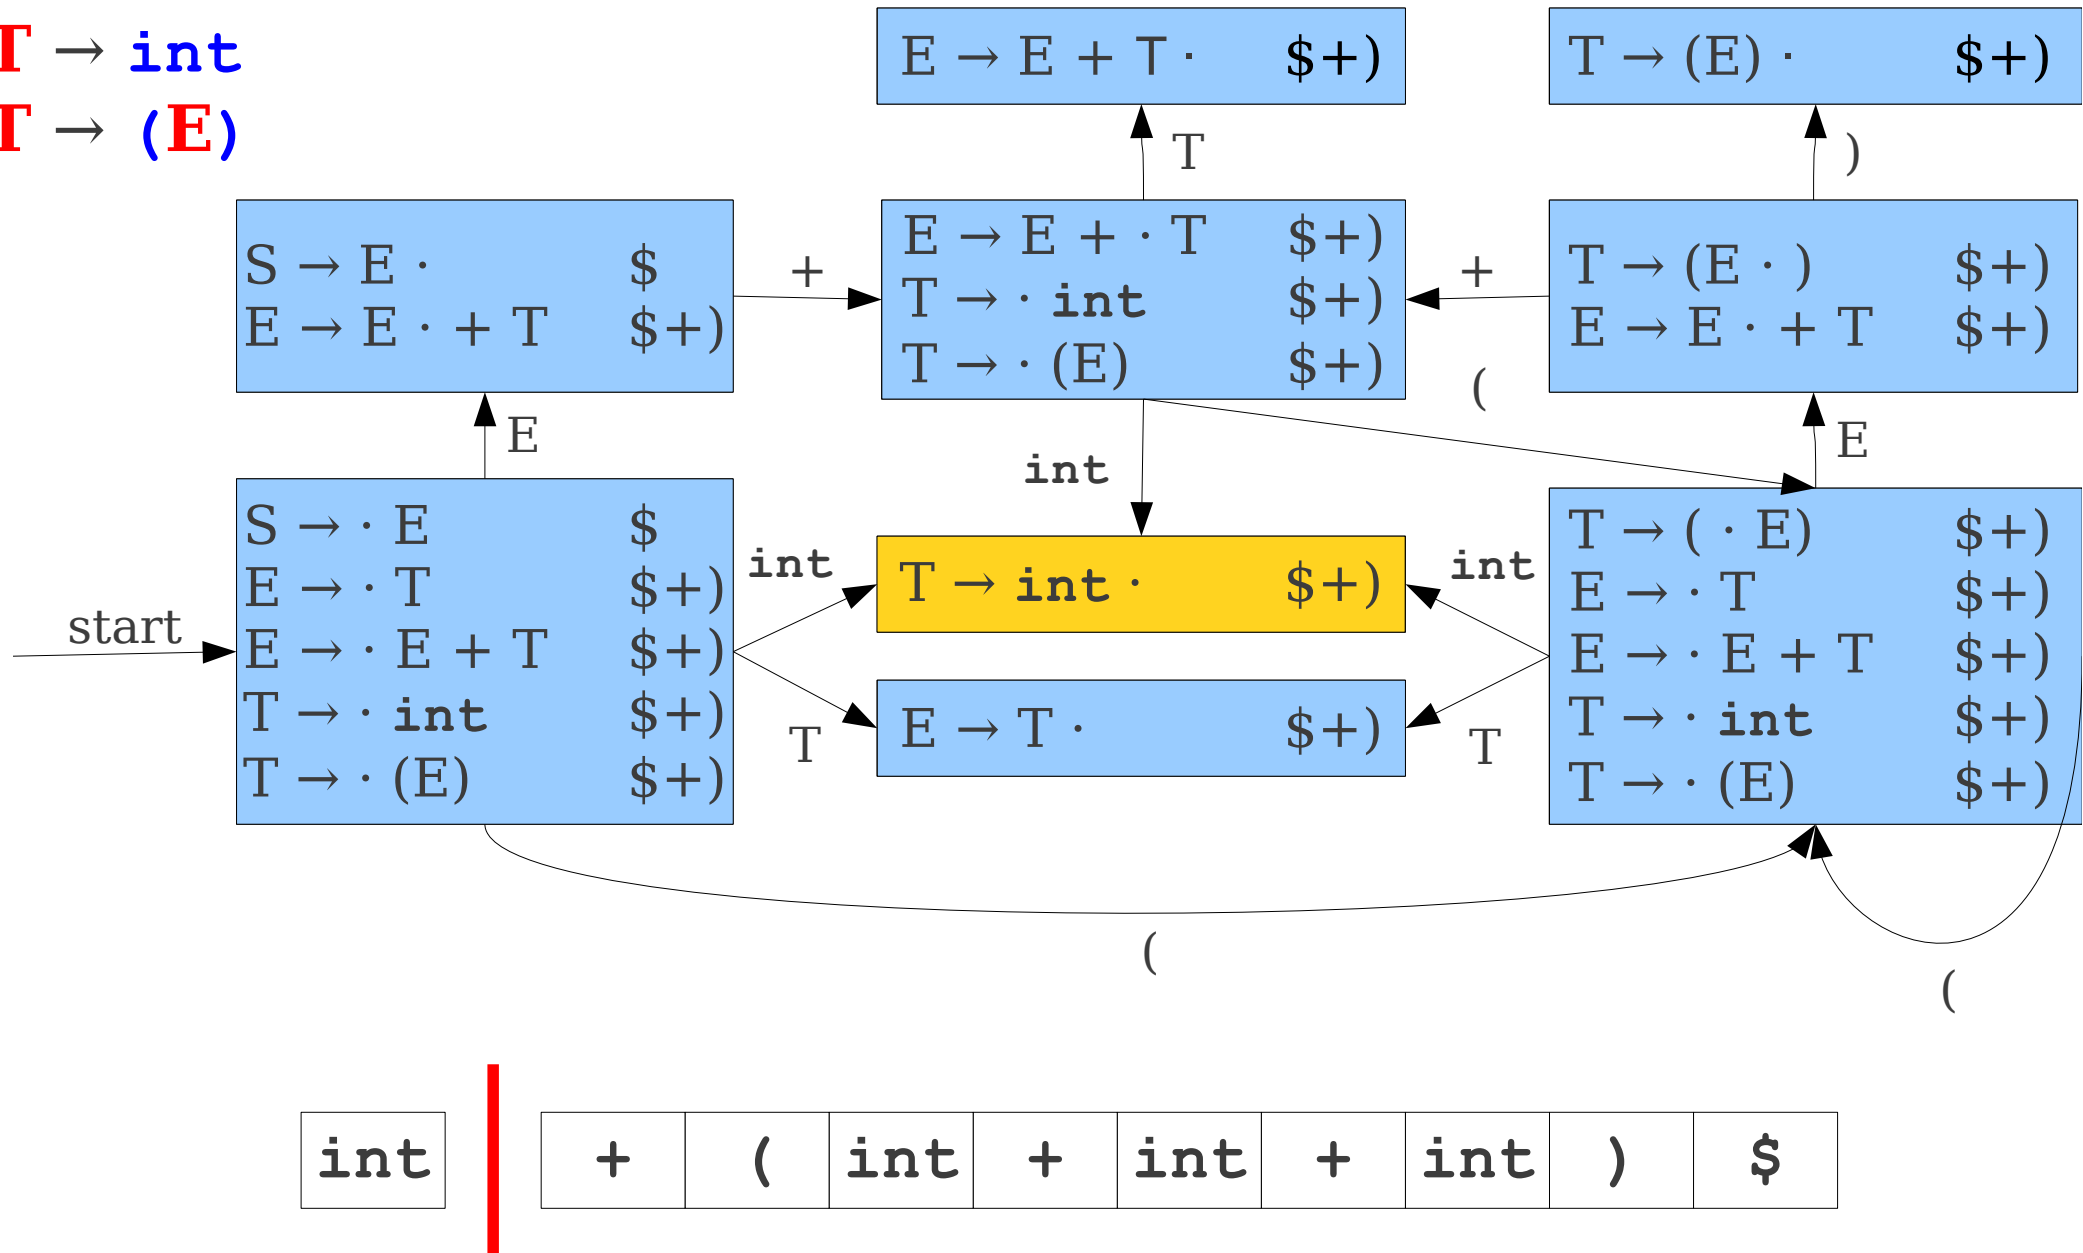 T → int
T → (E)
E → E + T · $+)
T → (E) · $+)
T
)
S → E · $
E → E · + T $+)
+
E → E + · T $+)
T → · int $+)
T → · (E) $+)
+
T → (E · ) $+)
E → E · + T $+)
(
E
int
E
start
S → · E $
E → · T $+)
E → · E + T $+)
T → · int $+)
T → · (E) $+)
int
T → int · $+)
int
T
E → T · $+)
T
T → ( · E) $+)
E → · T $+)
E → · E + T $+)
T → · int $+)
T → · (E) $+)
(
(
int + ( int + int + int ) $